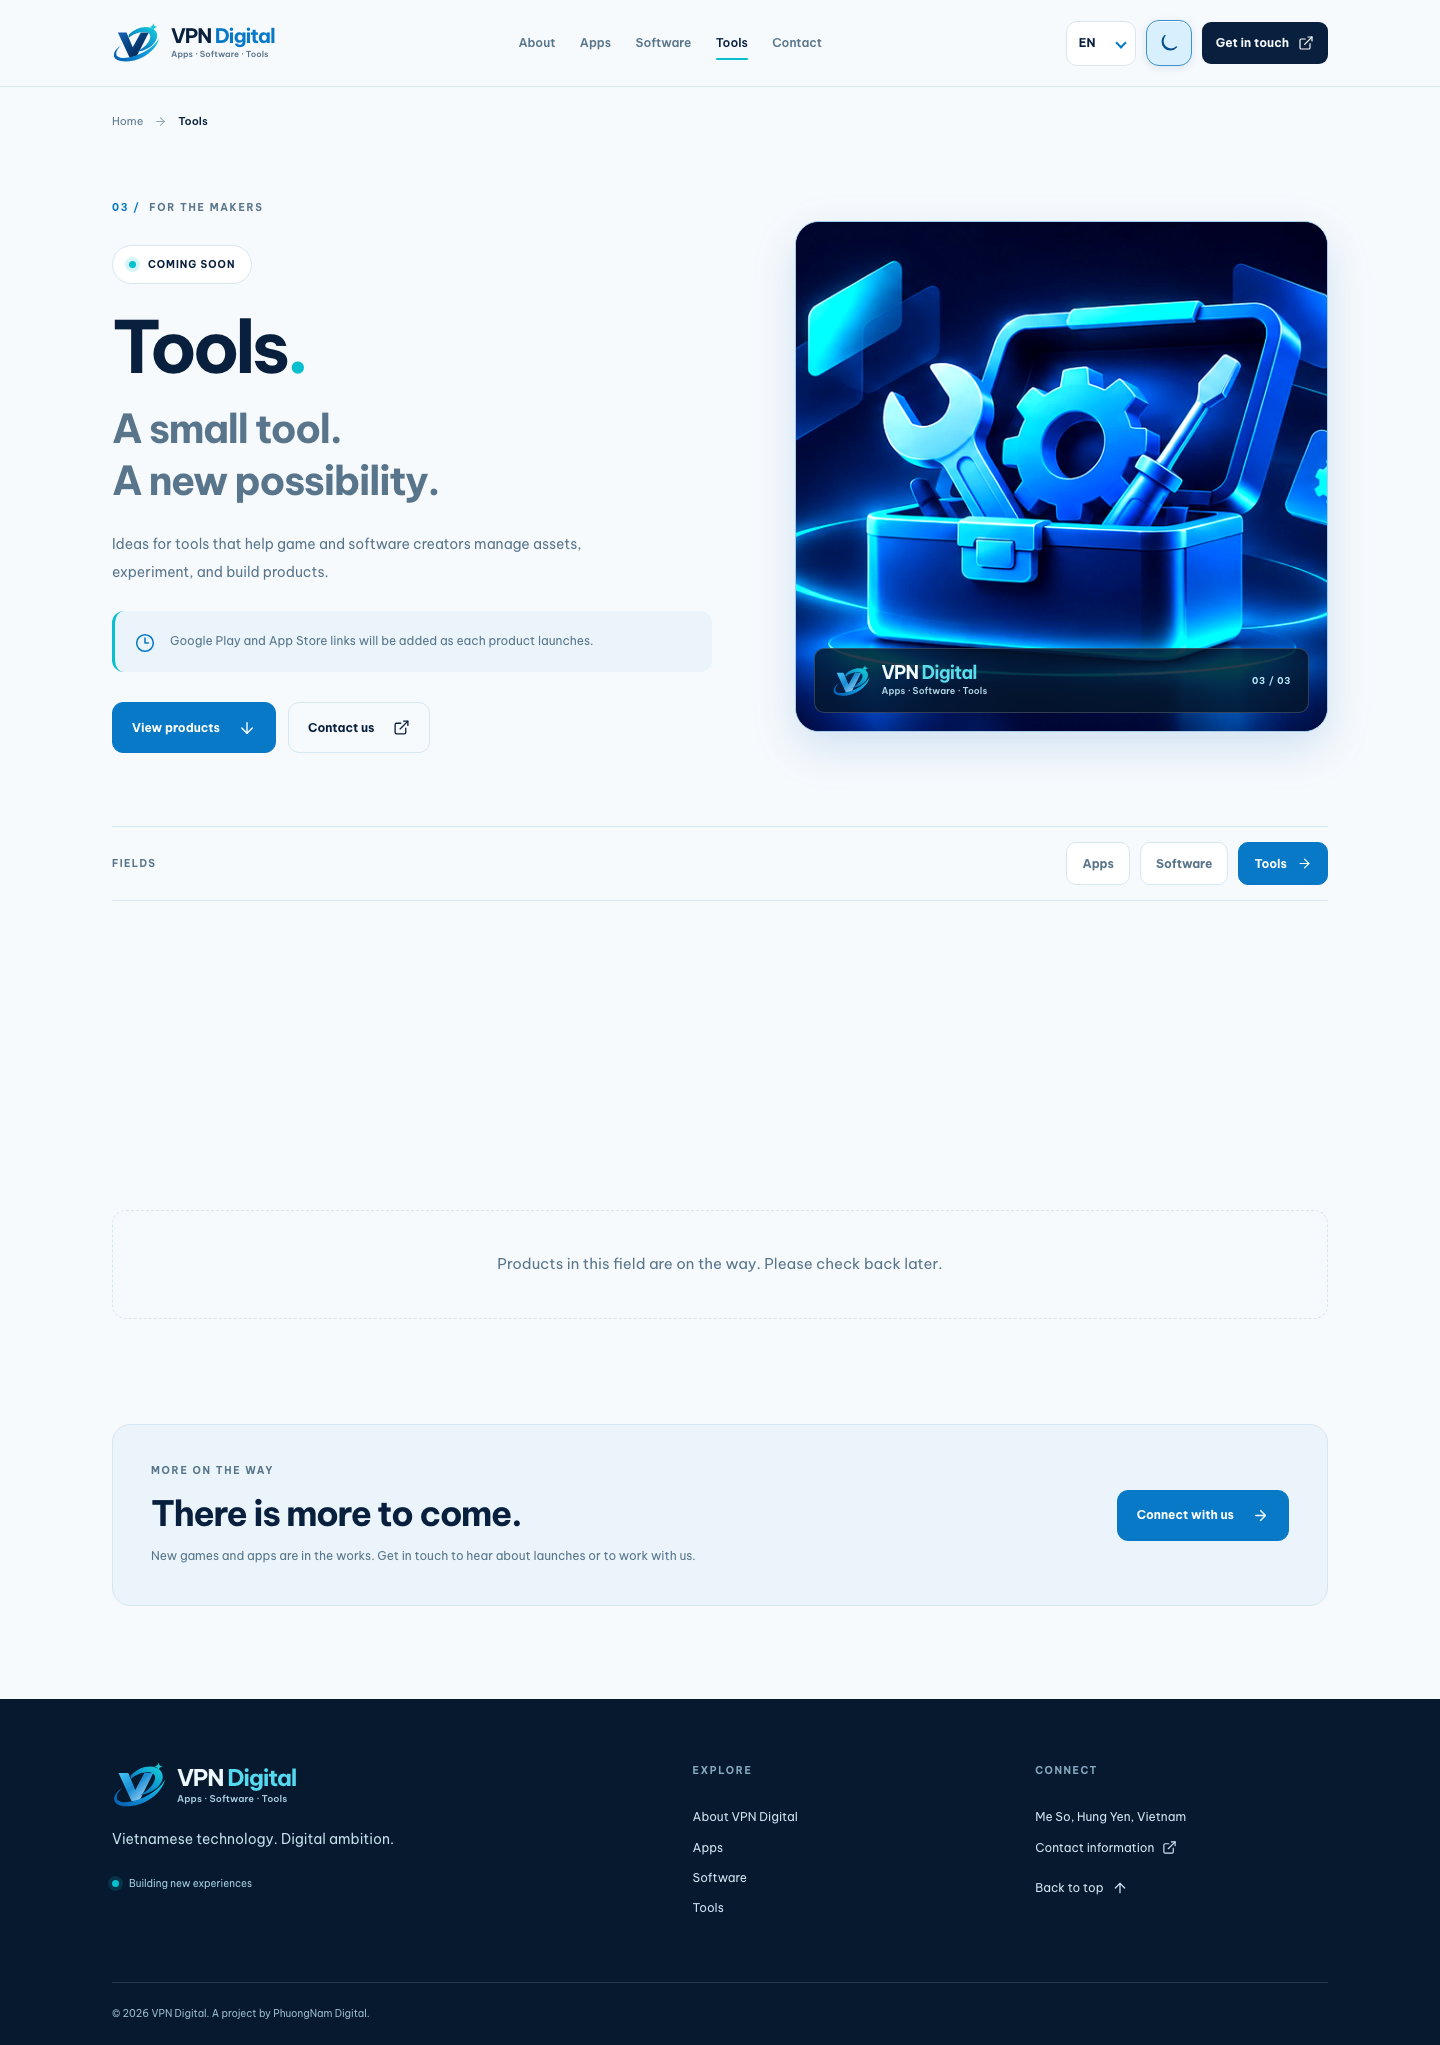 VPN Digital
Apps · Software · Tools
About
Apps
Software
Tools
Contact
EN
Get in touch
Home
Tools
03 / FOR THE MAKERS
COMING SOON
Tools.
A small tool.
A new possibility.
Ideas for tools that help game and software creators manage assets,
experiment, and build products.
Google Play and App Store links will be added as each product launches.
View products
Contact us
VPN Digital
Apps · Software · Tools
03 / 03
FIELDS
Apps
Software
Tools
Products in this field are on the way. Please check back later.
MORE ON THE WAY
There is more to come.
New games and apps are in the works. Get in touch to hear about launches or to work with us.
Connect with us
VPN Digital
Apps · Software · Tools
Vietnamese technology. Digital ambition.
Building new experiences
EXPLORE
About VPN Digital
Apps
Software
Tools
CONNECT
Me So, Hung Yen, Vietnam
Contact information
Back to top
© 2026 VPN Digital. A project by PhuongNam Digital.